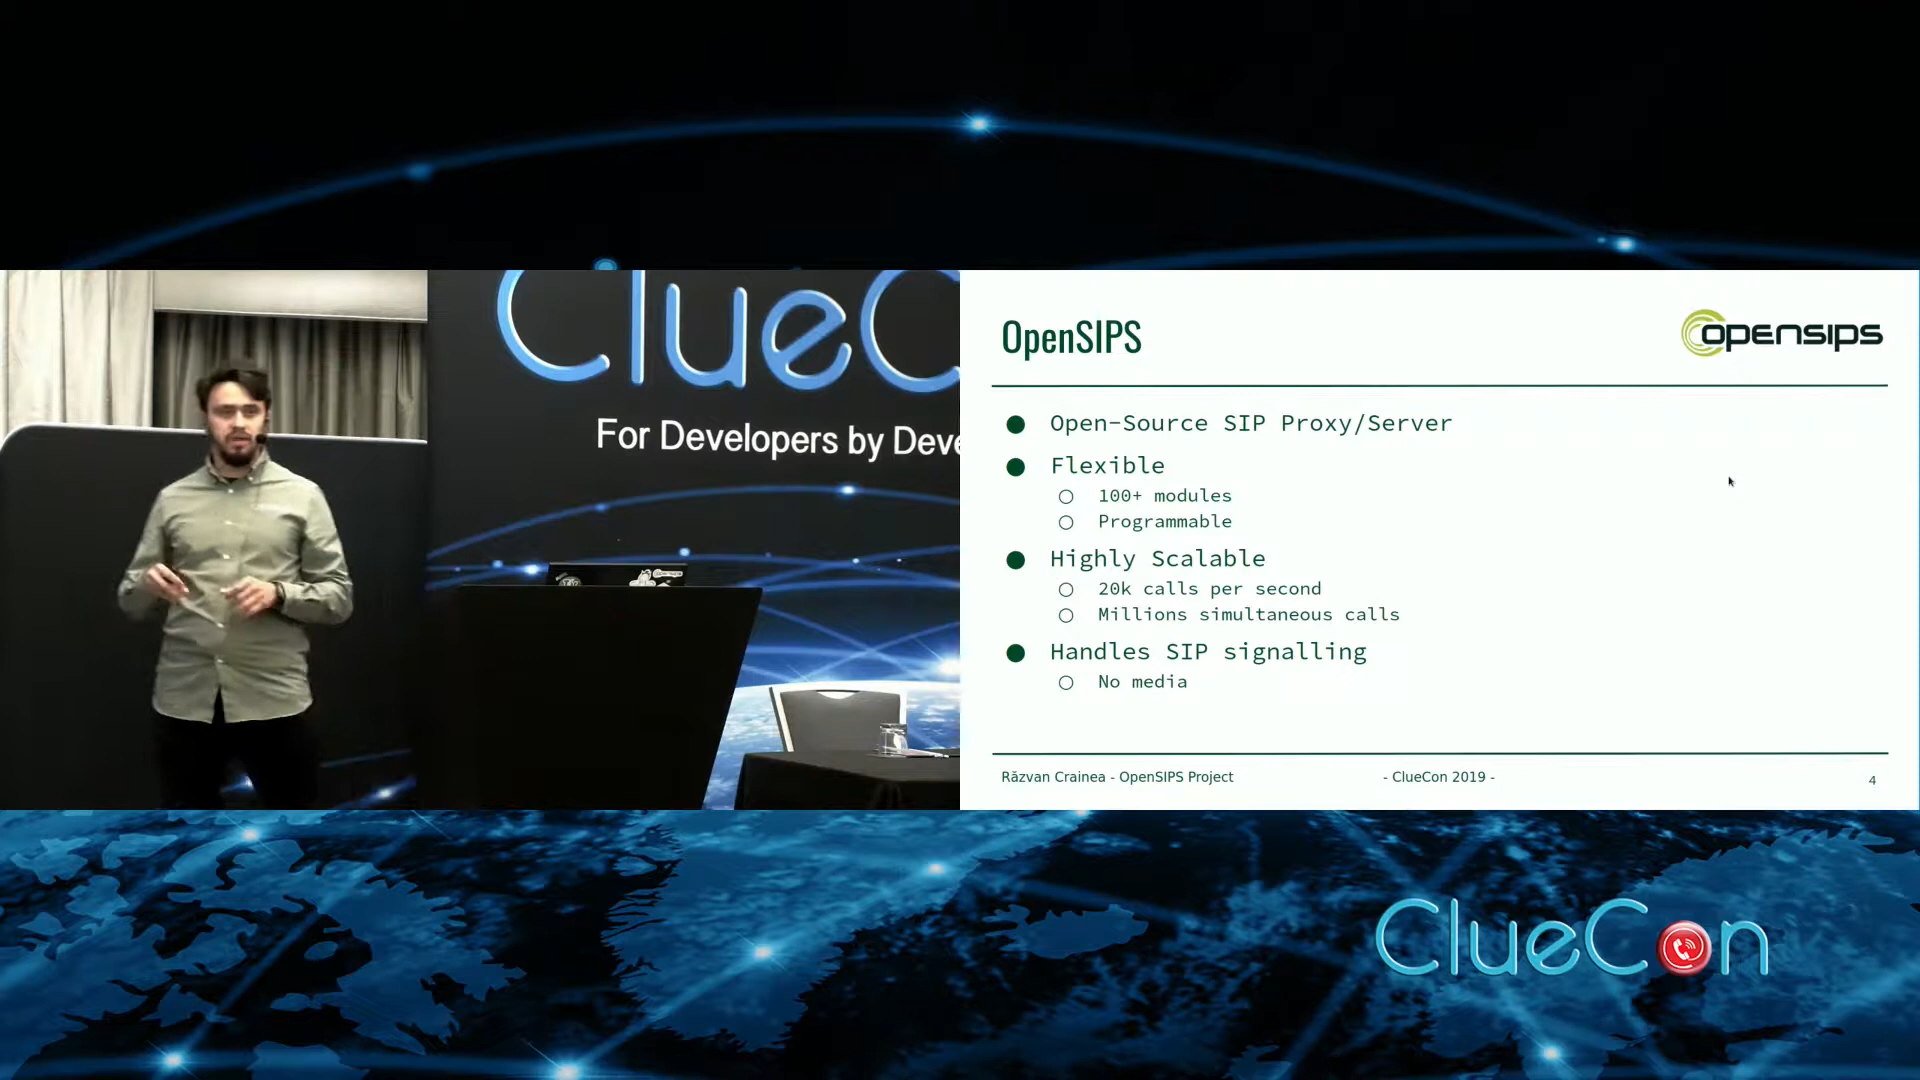 ClueC
For Developers by Deve
OpenSIPS
opensips
Open-Source SIP Proxy/Server
Flexible
100+ modules
Programmable
Highly Scalable
20k calls per second
Millions simultaneous calls
Handles SIP signalling
No media
Răzvan Crainea - OpenSIPS Project
- ClueCon 2019 -
4
ClueCon